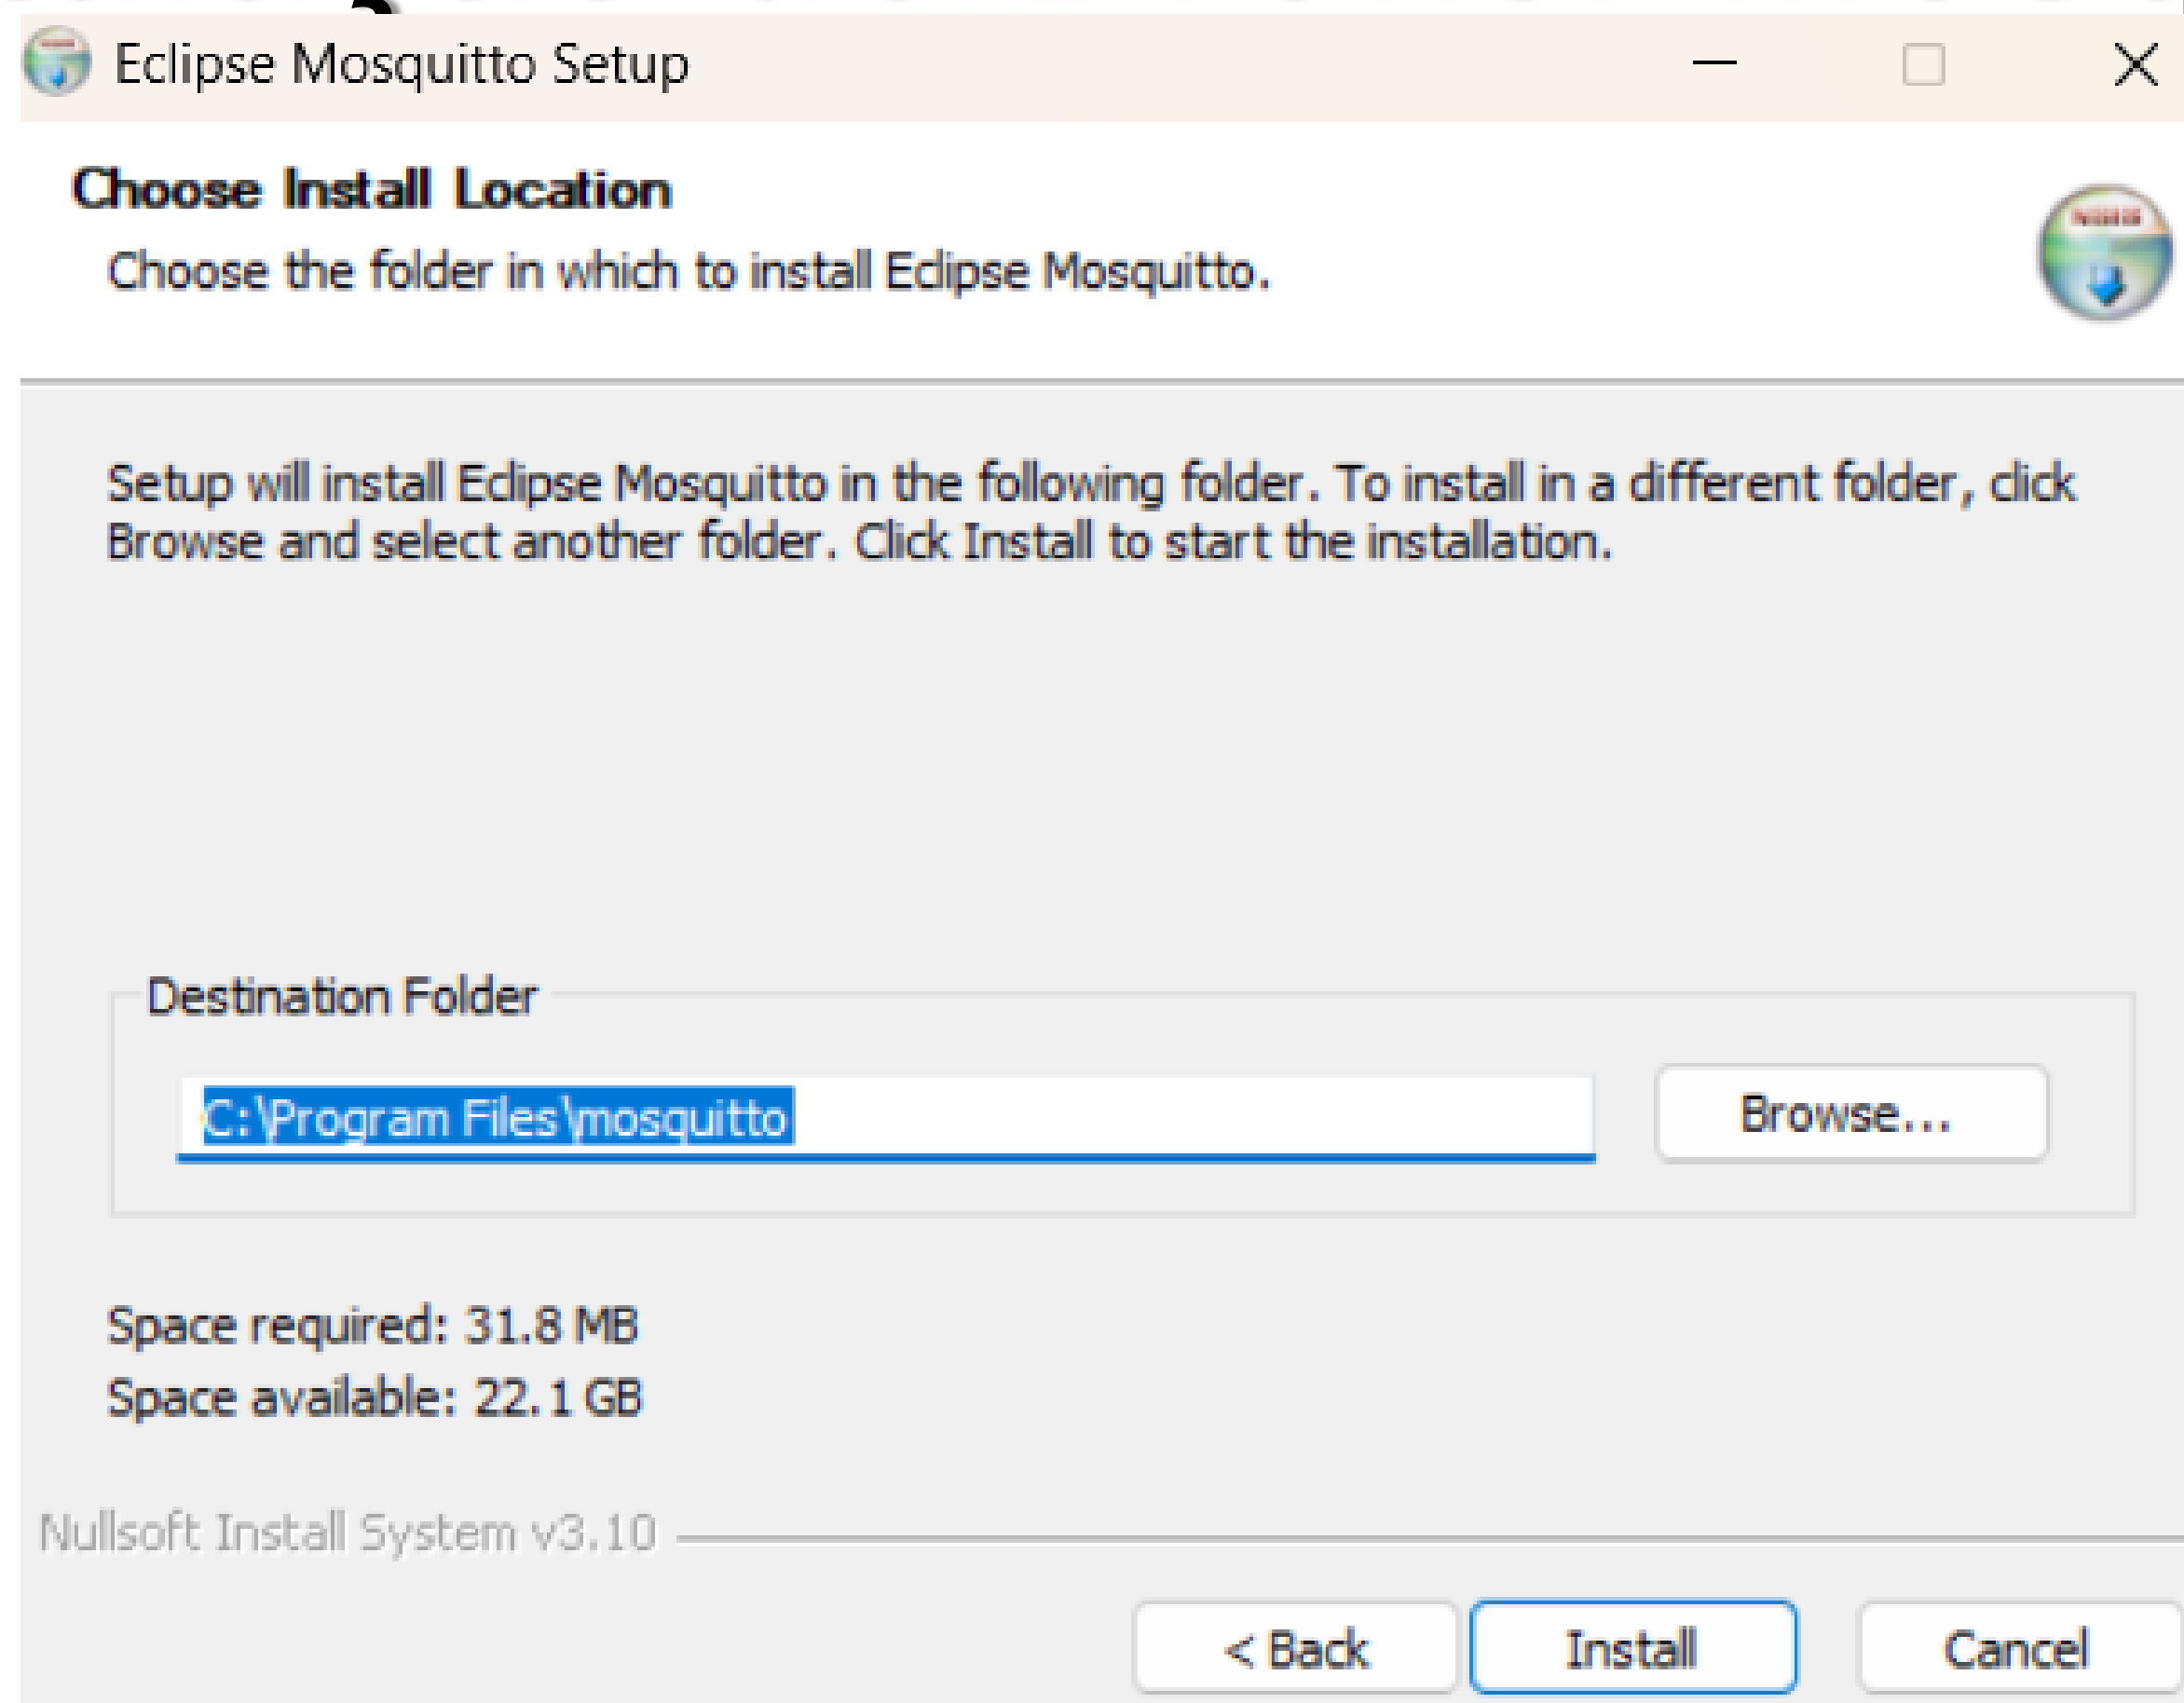 Eclipse Mosquitto Setup
Choose Install Location
Choose the folder in which to install Eclipse Mosquitto.
Setup will install Eclipse Mosquitto in the following folder. To install in a different folder, click
Browse and select another folder. Click Install to start the installation.
Destination Folder
C:\Program Files\mosquitto
Browse...
Space required: 31.8 MB
Space available: 22.1 GB
Nullsoft Install System v3.10
< Back
Install
Cancel